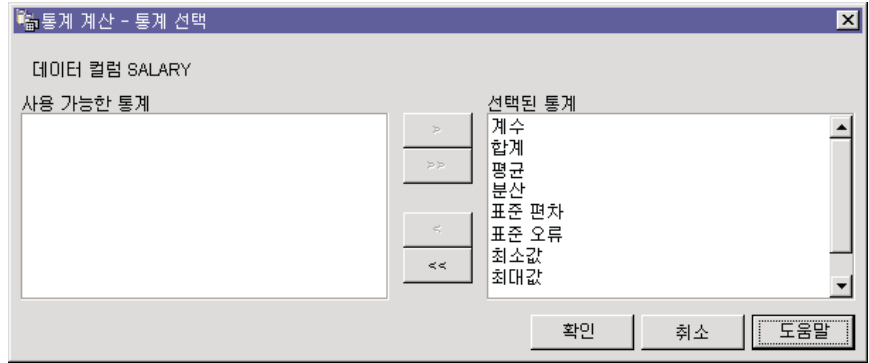 통계 계산 - 통계 선택
데이터 컬럼 SALARY
사용 가능한 통계
선택된 통계
>
>>
<
<<
계수
합계
평균
분산
표준 편차
표준 오류
최소값
최대값
확인
취소
도움말